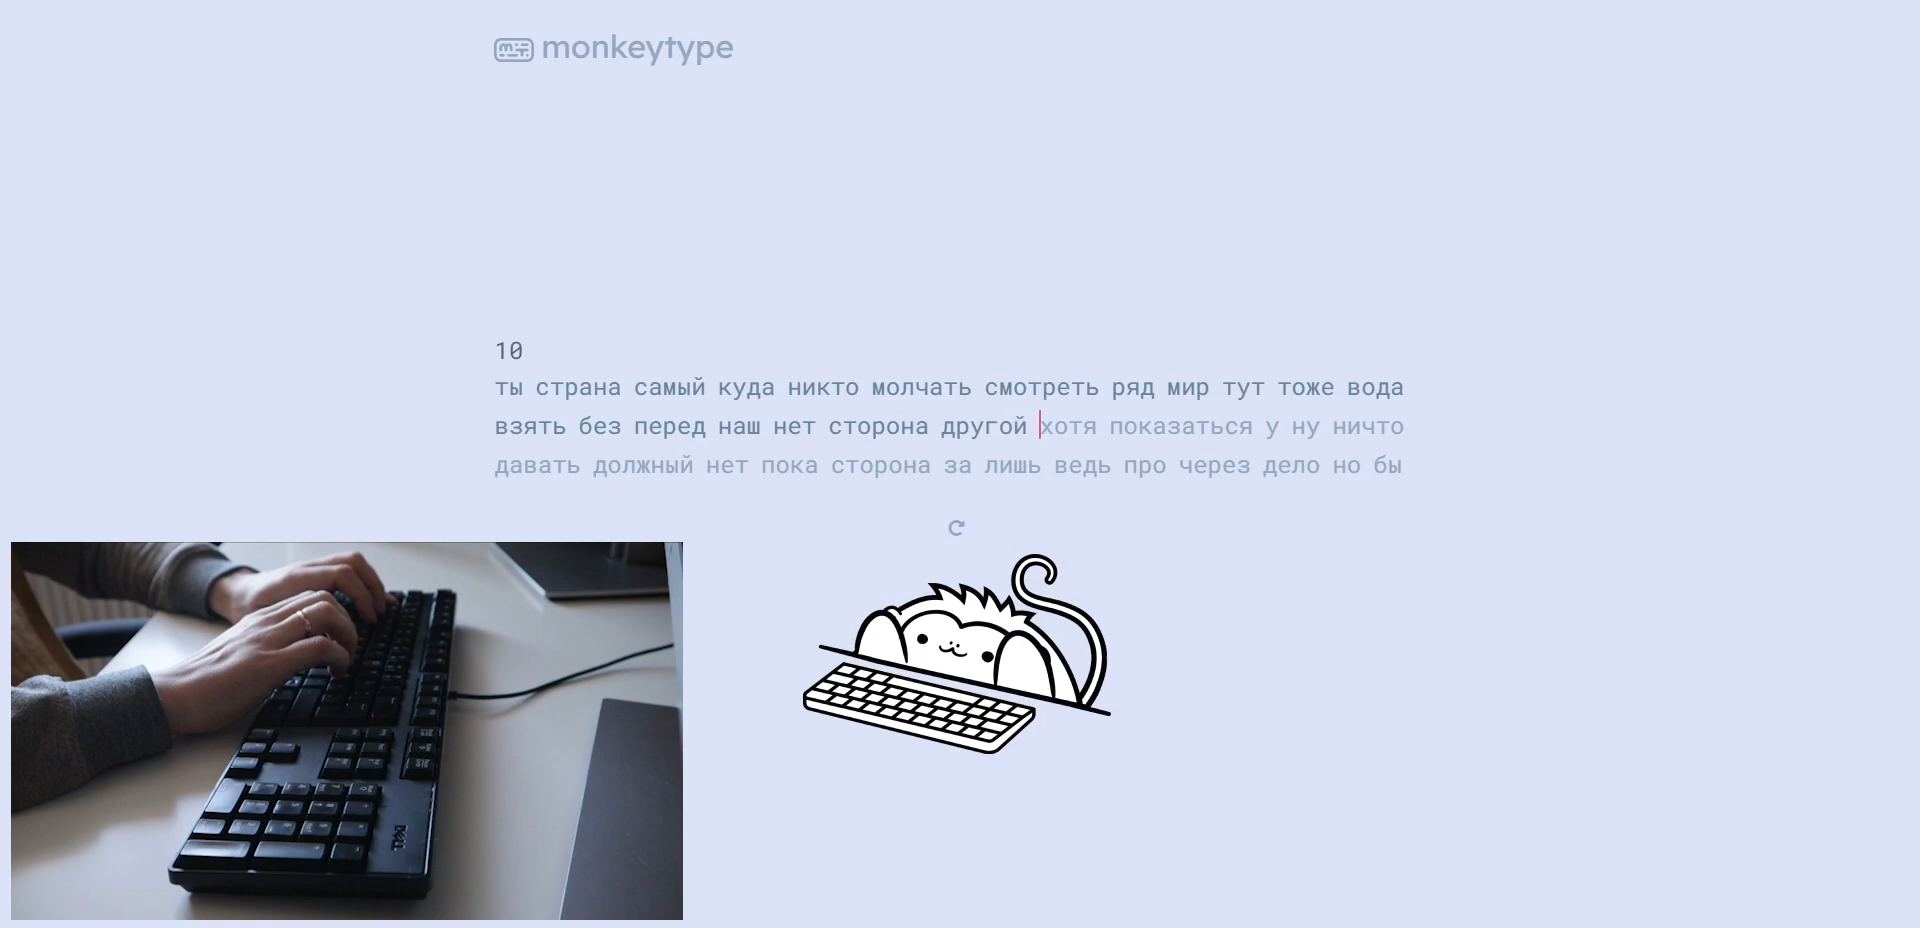 monkeytype
10
ты страна самый куда никто молчать смотреть ряд мир тут тоже вода
взять без перед наш нет сторона другой хотя показаться у ну ничто
давать должный нет пока сторона за лишь ведь про через дело но бы
DELL